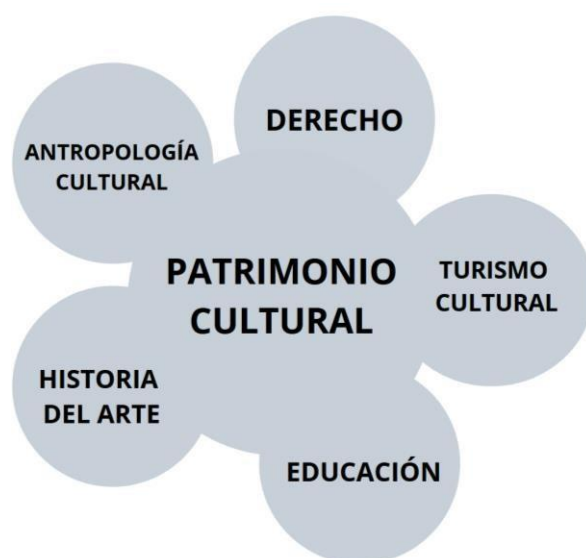 DERECHO
ANTROPOLOGÍA
CULTURAL
PATRIMONIO
CULTURAL
TURISMO
CULTURAL
HISTORIA
DEL ARTE
EDUCACIÓN